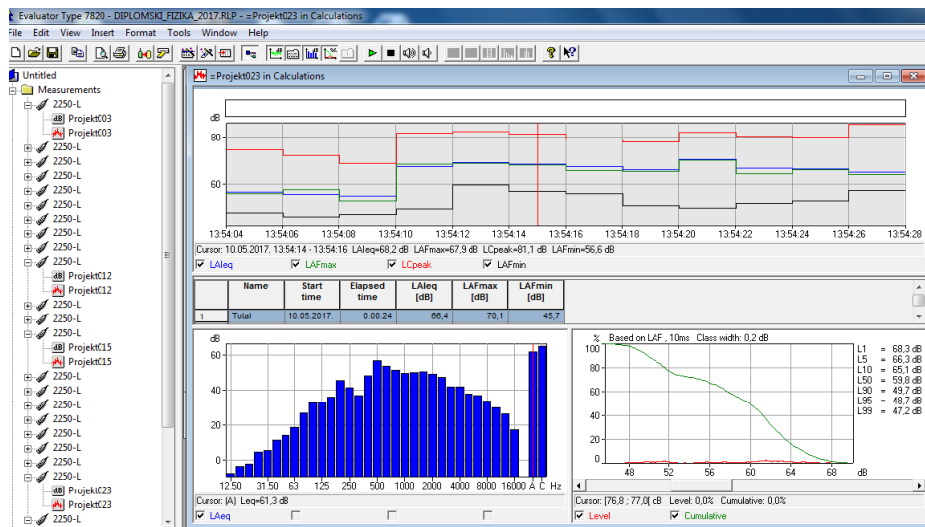 Evaluator Type 7820 - DIPLOMSKI_FIZIKA_2017.RLP - =Projekt023 in Calculations
File Edit View Insert Format Tools Window Help
Untitled
Measurements
2250-L
Projekt003
Projekt003
2250-L
2250-L
2250-L
2250-L
2250-L
2250-L
2250-L
2250-L
2250-L
Projekt012
Projekt012
2250-L
2250-L
2250-L
Projekt015
Projekt015
2250-L
2250-L
2250-L
2250-L
2250-L
2250-L
2250-L
Projekt023
Projekt023
2250-L
=Projekt023 in Calculations
dB
80
60
13:54:04 13:54:06 13:54:08 13:54:10 13:54:12 13:54:14 13:54:16 13:54:18 13:54:20 13:54:22 13:54:24 13:54:26 13:54:28
Cursor: 10.05.2017. 13:54:14 - 13:54:16 LAIeq=68,2 dB LAFmax=67,9 dB LCpeak=81,1 dB LAFmin=56,6 dB
LAIeq LAFmax LCpeak LAFmin
Name Start time Elapsed time LAIeq [dB] LAFmax [dB] LAFmin [dB]
1 Total 10.05.2017. 0.00.24 66,4 70,1 45,7
dB
60
40
20
0
12.50 31.50 63 125 250 500 1000 2000 4000 8000 16000 A C Hz
Cursor: (A) Leq=61,3 dB
LAeq
% Based on LAF , 10ms Class width: 0,2 dB
100
80
60
40
20
0
48 52 56 60 64 68 dB
L1 = 68,3 dB
L5 = 66,3 dB
L10 = 65,1 dB
L50 = 59,8 dB
L90 = 49,7 dB
L95 = 48,7 dB
L99 = 47,2 dB
Cursor: [76,8 ; 77,0[ dB Level: 0,0% Cumulative: 0,0%
Level Cumulative